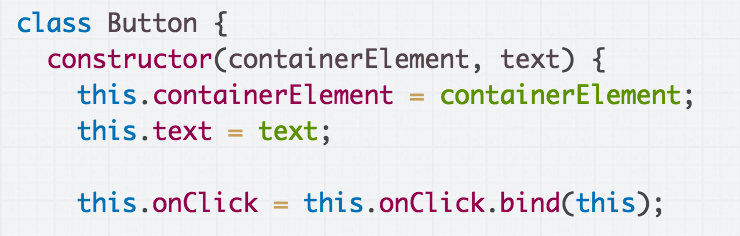 class Button {
constructor(containerElement, text) {
this.containerElement = containerElement;
this.text = text;
this.onClick = this.onClick.bind(this);